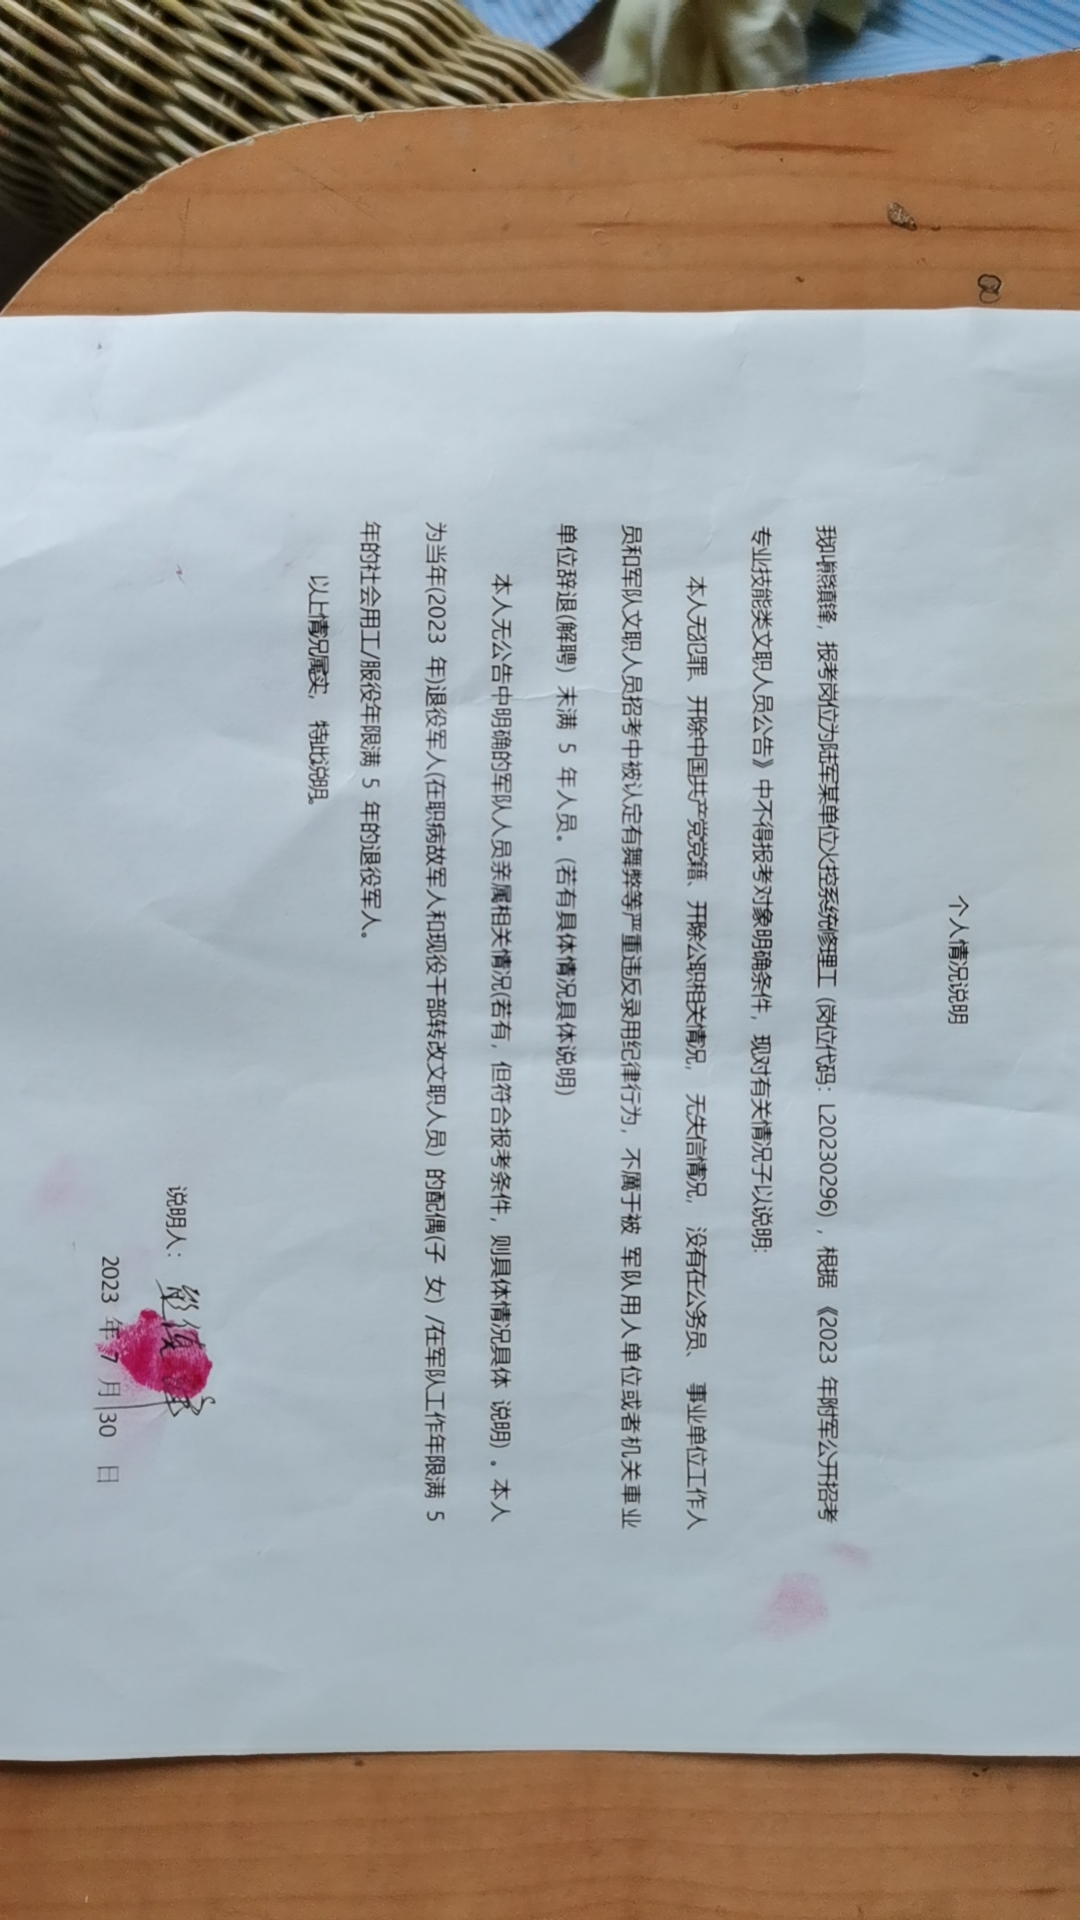 个人情况说明
我叫熊真锋，报考岗位为陆军某单位火控系统修理工（岗位代码：L20230296），根据《2023 年附军公开招考
专业技能类文职人员公告》中不得报考对象明确条件，现对有关情况子以说明:
本人无犯罪、开除中国共产党党籍、开除公职相关情况，无失信情况，没有在公务员、事业单位工作人
员和军队文职人员招考中被认定有舞弊等严重违反录用纪律行为，不属于被 军队用人单位或者机关車业
单位辞退(解聘）未满 5 年人员。（若有具体情况具体说明）
本人无公告中明确的军队人员亲属相关情况(若有，但符合报考条件，则具体情况具体 说明）。本人
为当年(2023 年)退役军人(在职病故军人和现役干部转改文职人员）的配偶(子 女）/在军队工作年限满 5
年的社会用工/服役年限满 5 年的退役军人。
以上情况属实，特此说明。
说明人：
2023 年 7 月 30 日